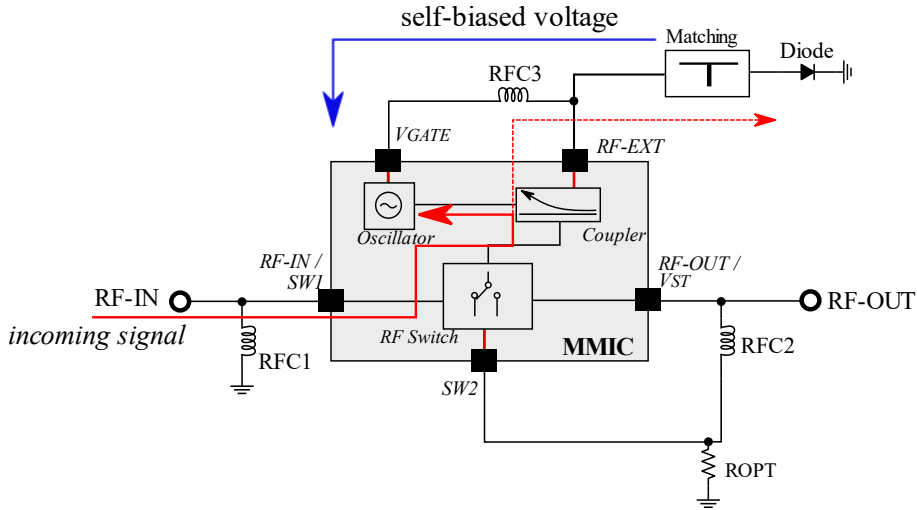 self-biased voltage
Matching
Diode
RFC3
VGATE
RF-EXT
Oscillator
Coupler
RF-IN /
SW1
RF-OUT /
VST
RF-IN
RF-OUT
incoming signal
RF Switch
MMIC
RFC1
RFC2
SW2
ROPT